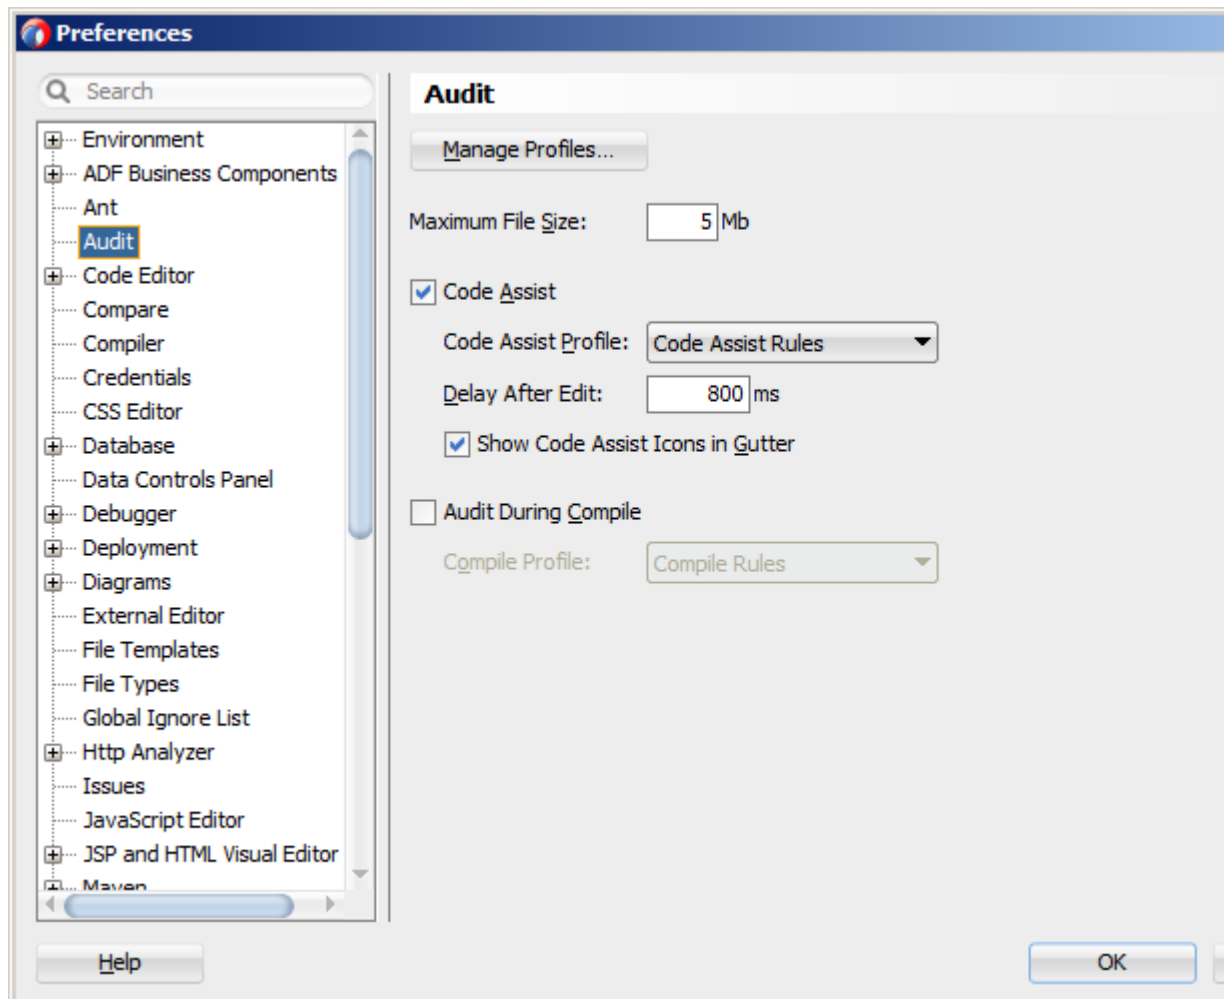 Preferences
Search
Environment
ADF Business Components
Ant
Audit
Code Editor
Compare
Compiler
Credentials
CSS Editor
Database
Data Controls Panel
Debugger
Deployment
Diagrams
External Editor
File Templates
File Types
Global Ignore List
Http Analyzer
Issues
JavaScript Editor
JSP and HTML Visual Editor
Maven
Audit
Manage Profiles...
Maximum File Size: 5 Mb
Code Assist
Code Assist Profile: Code Assist Rules
Delay After Edit: 800 ms
Show Code Assist Icons in Gutter
Audit During Compile
Compile Profile: Compile Rules
Help
OK